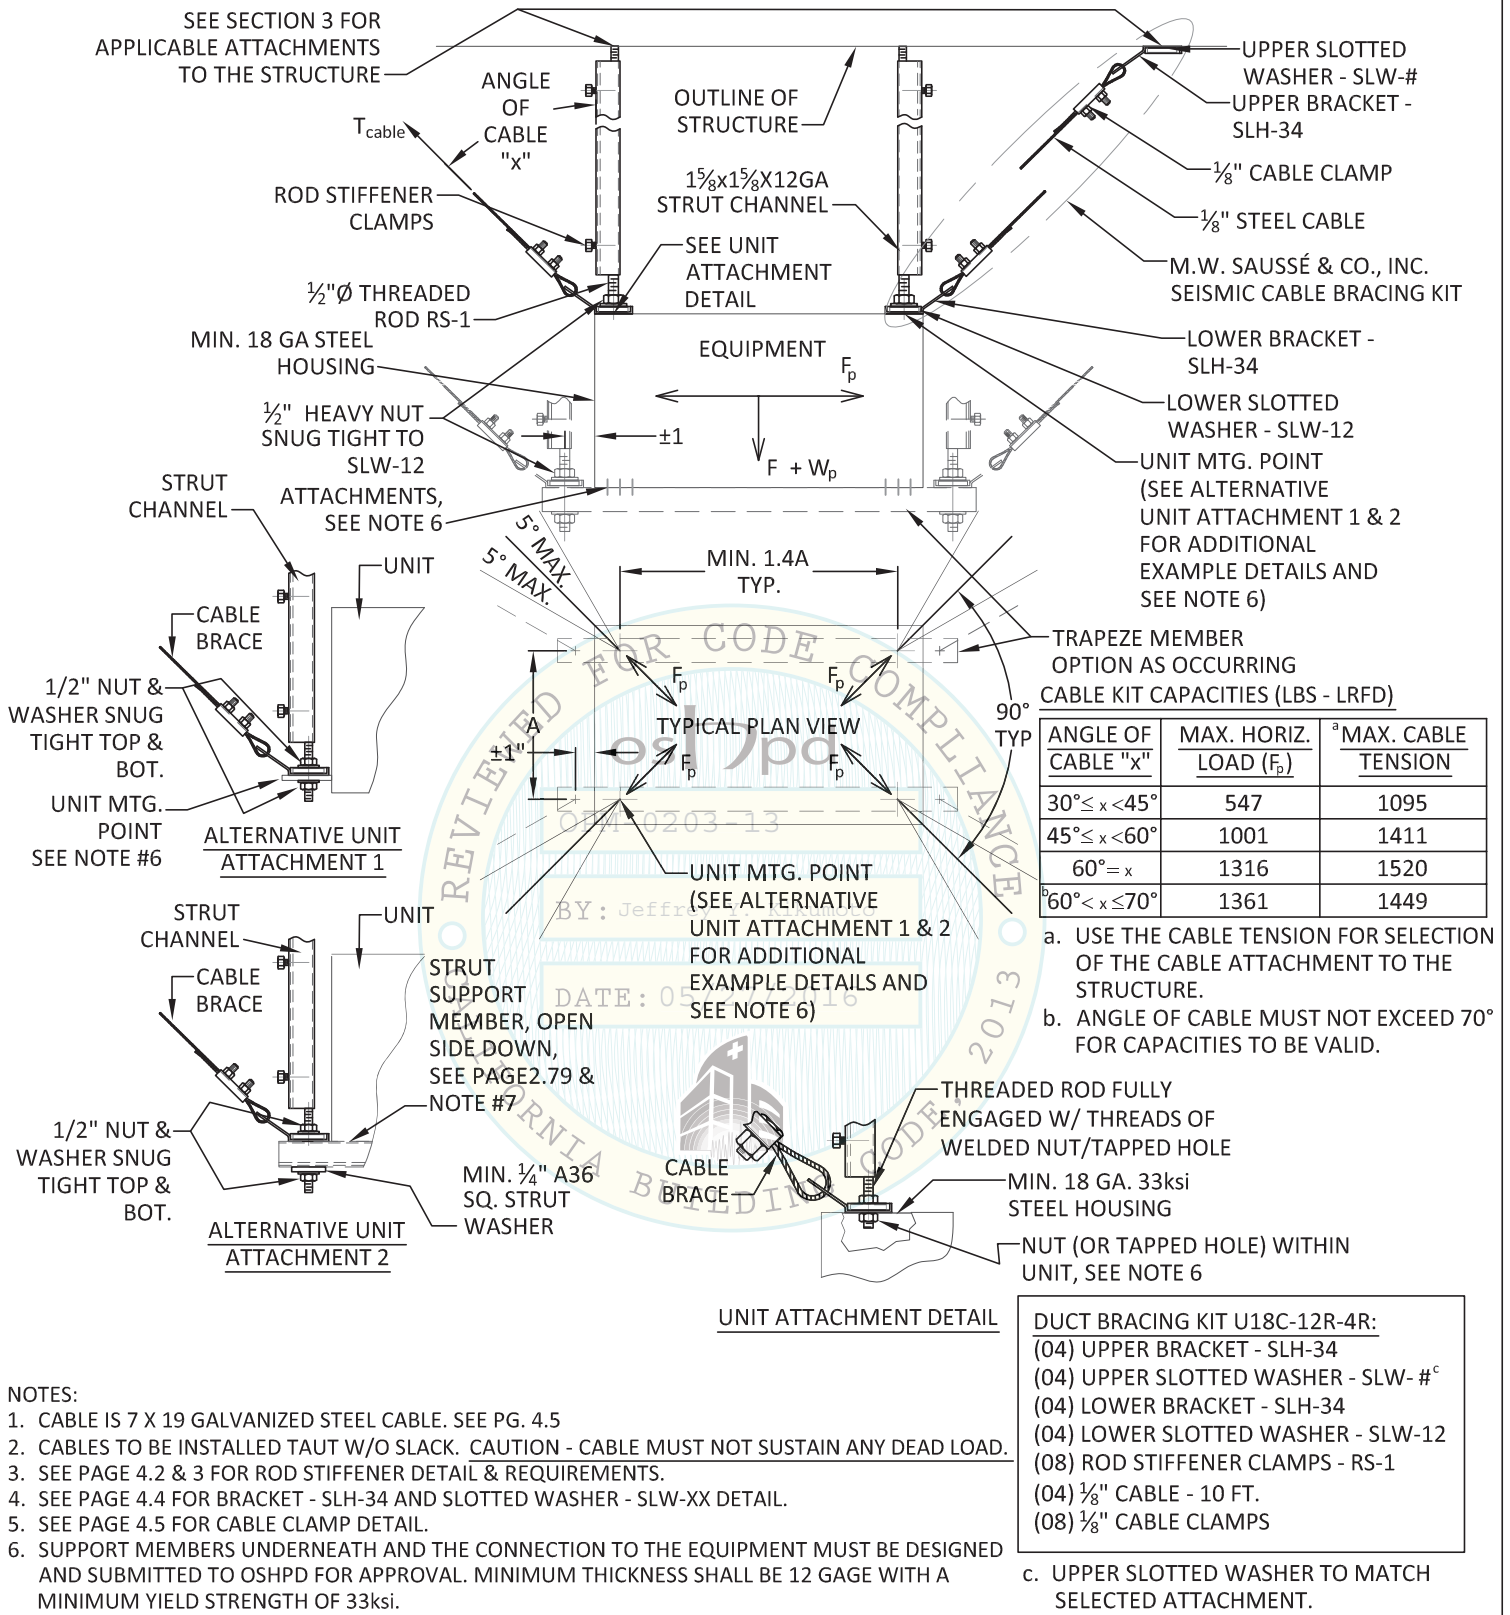 SEE SECTION 3 FOR
APPLICABLE ATTACHMENTS
TO THE STRUCTURE
ANGLE
OF
CABLE
"x"
T cable
OUTLINE OF
STRUCTURE
UPPER SLOTTED
WASHER - SLW-#
UPPER BRACKET -
SLH-34
⅛" CABLE CLAMP
⅛" STEEL CABLE
M.W. SAUSSÉ & CO., INC.
SEISMIC CABLE BRACING KIT
ROD STIFFENER
CLAMPS
1⅝x1⅝X12GA
STRUT CHANNEL
SEE UNIT
ATTACHMENT
DETAIL
½"Ø THREADED
ROD RS-1
MIN. 18 GA STEEL
HOUSING
EQUIPMENT
Fp
LOWER BRACKET -
SLH-34
½" HEAVY NUT
SNUG TIGHT TO
SLW-12
±1
F + Wp
LOWER SLOTTED
WASHER - SLW-12
ATTACHMENTS,
SEE NOTE 6
UNIT MTG. POINT
(SEE ALTERNATIVE
UNIT ATTACHMENT 1 & 2
FOR ADDITIONAL
EXAMPLE DETAILS AND
SEE NOTE 6)
STRUT
CHANNEL
UNIT
CABLE
BRACE
1/2" NUT &
WASHER SNUG
TIGHT TOP &
BOT.
UNIT MTG.
POINT
SEE NOTE #6
ALTERNATIVE UNIT
ATTACHMENT 1
5° MAX.
5° MAX.
MIN. 1.4A
TYP.
TRAPEZE MEMBER
OPTION AS OCCURRING
Fp
Fp
A
±1"
TYPICAL PLAN VIEW
Fp
Fp
90°
TYP
REVIEWED FOR CODE COMPLIANCE
CALIFORNIA BUILDING CODE, 2013
oshpd
OPM-0203-13
BY: Jeffrey Y. Kikumoto
DATE: 05/27/2016
UNIT MTG. POINT
(SEE ALTERNATIVE
UNIT ATTACHMENT 1 & 2
FOR ADDITIONAL
EXAMPLE DETAILS AND
SEE NOTE 6)
CABLE KIT CAPACITIES (LBS - LRFD)
ANGLE OF CABLE "x" MAX. HORIZ. LOAD (Fp) ᵃMAX. CABLE TENSION
30°≤ x <45° 547 1095
45°≤ x <60° 1001 1411
60°= x 1316 1520
ᵇ60°< x ≤70° 1361 1449
a. USE THE CABLE TENSION FOR SELECTION
OF THE CABLE ATTACHMENT TO THE
STRUCTURE.
b. ANGLE OF CABLE MUST NOT EXCEED 70°
FOR CAPACITIES TO BE VALID.
STRUT
CHANNEL
UNIT
CABLE
BRACE
STRUT
SUPPORT
MEMBER, OPEN
SIDE DOWN,
SEE PAGE2.79 &
NOTE #7
1/2" NUT &
WASHER SNUG
TIGHT TOP &
BOT.
MIN. ¼" A36
SQ. STRUT
WASHER
ALTERNATIVE UNIT
ATTACHMENT 2
CABLE
BRACE
THREADED ROD FULLY
ENGAGED W/ THREADS OF
WELDED NUT/TAPPED HOLE
MIN. 18 GA. 33ksi
STEEL HOUSING
NUT (OR TAPPED HOLE) WITHIN
UNIT, SEE NOTE 6
UNIT ATTACHMENT DETAIL
DUCT BRACING KIT U18C-12R-4R:
(04) UPPER BRACKET - SLH-34
(04) UPPER SLOTTED WASHER - SLW- #ᶜ
(04) LOWER BRACKET - SLH-34
(04) LOWER SLOTTED WASHER - SLW-12
(08) ROD STIFFENER CLAMPS - RS-1
(04) ⅛" CABLE - 10 FT.
(08) ⅛" CABLE CLAMPS
c. UPPER SLOTTED WASHER TO MATCH
SELECTED ATTACHMENT.
NOTES:
1. CABLE IS 7 X 19 GALVANIZED STEEL CABLE. SEE PG. 4.5
2. CABLES TO BE INSTALLED TAUT W/O SLACK. CAUTION - CABLE MUST NOT SUSTAIN ANY DEAD LOAD.
3. SEE PAGE 4.2 & 3 FOR ROD STIFFENER DETAIL & REQUIREMENTS.
4. SEE PAGE 4.4 FOR BRACKET - SLH-34 AND SLOTTED WASHER - SLW-XX DETAIL.
5. SEE PAGE 4.5 FOR CABLE CLAMP DETAIL.
6. SUPPORT MEMBERS UNDERNEATH AND THE CONNECTION TO THE EQUIPMENT MUST BE DESIGNED
AND SUBMITTED TO OSHPD FOR APPROVAL. MINIMUM THICKNESS SHALL BE 12 GAGE WITH A
MINIMUM YIELD STRENGTH OF 33ksi.